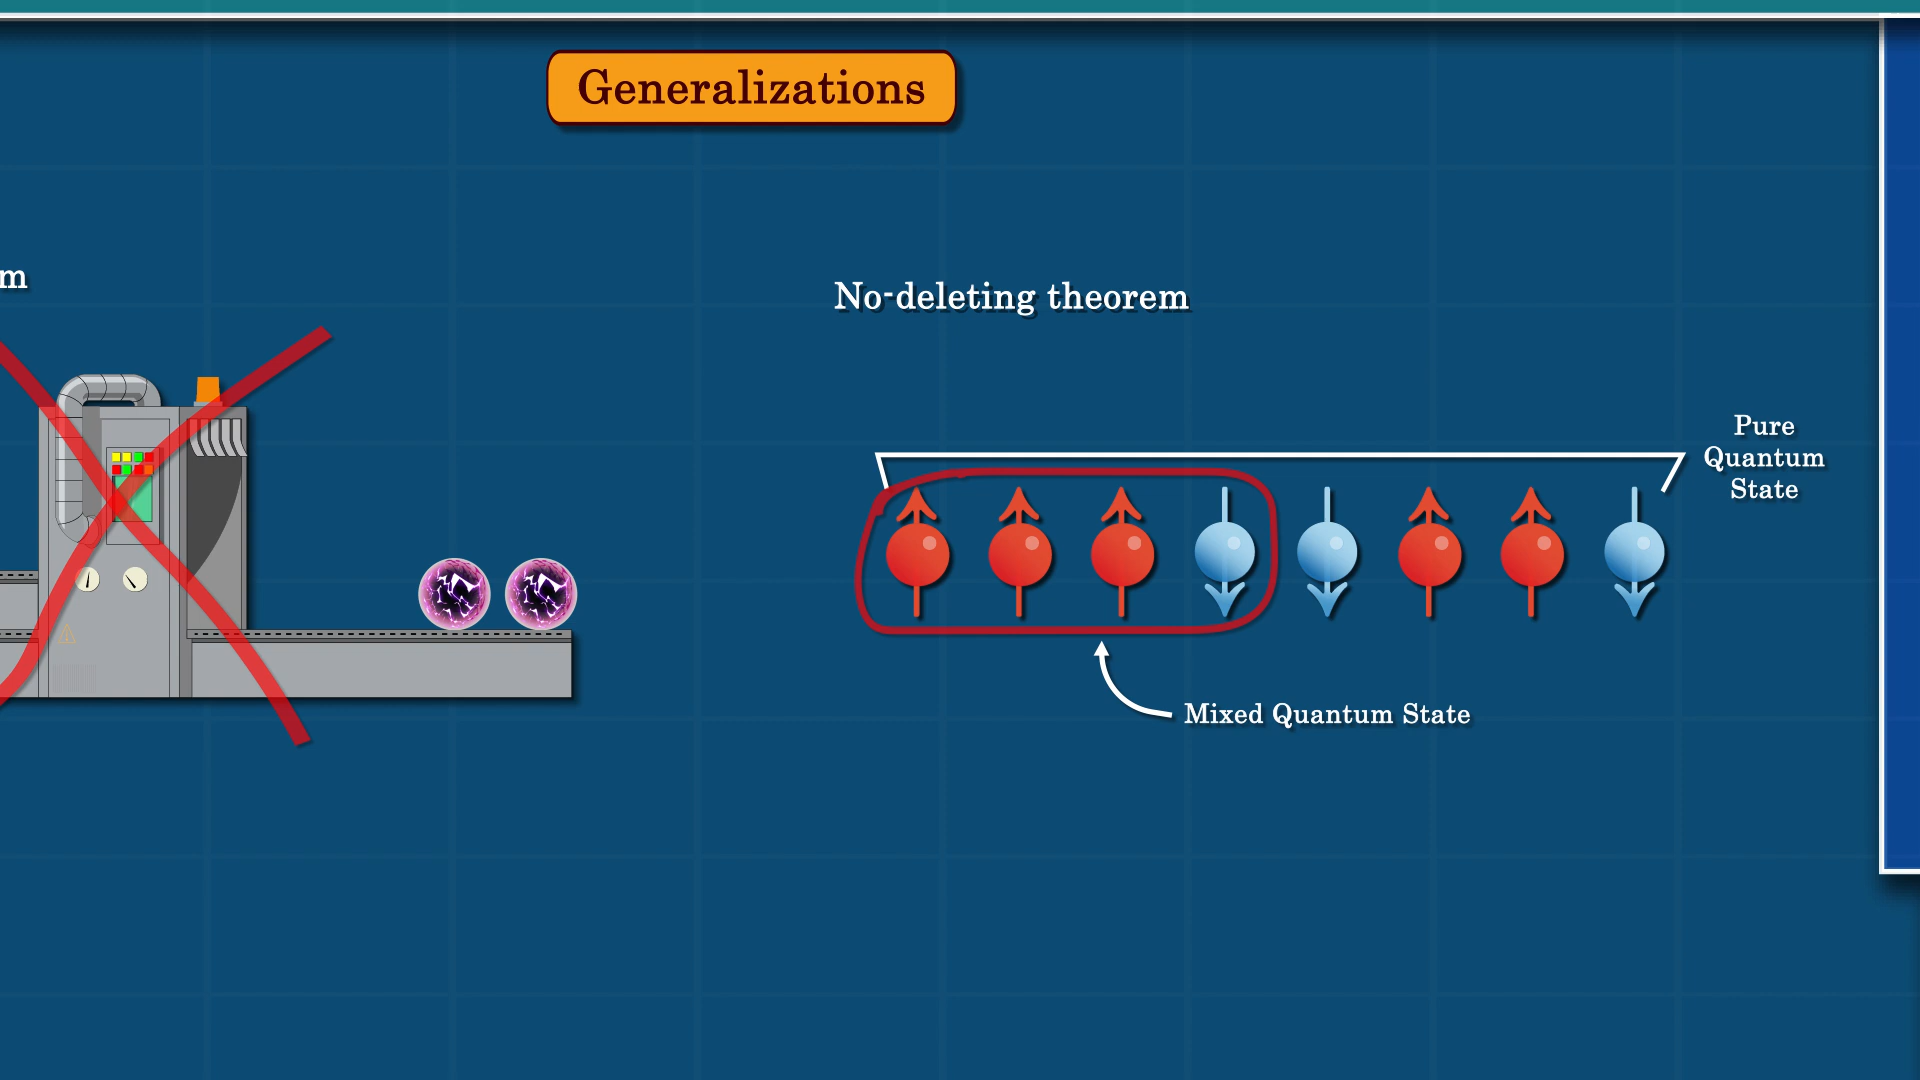 Generalizations
m
No-deleting theorem
Pure
Quantum
State
Mixed Quantum State